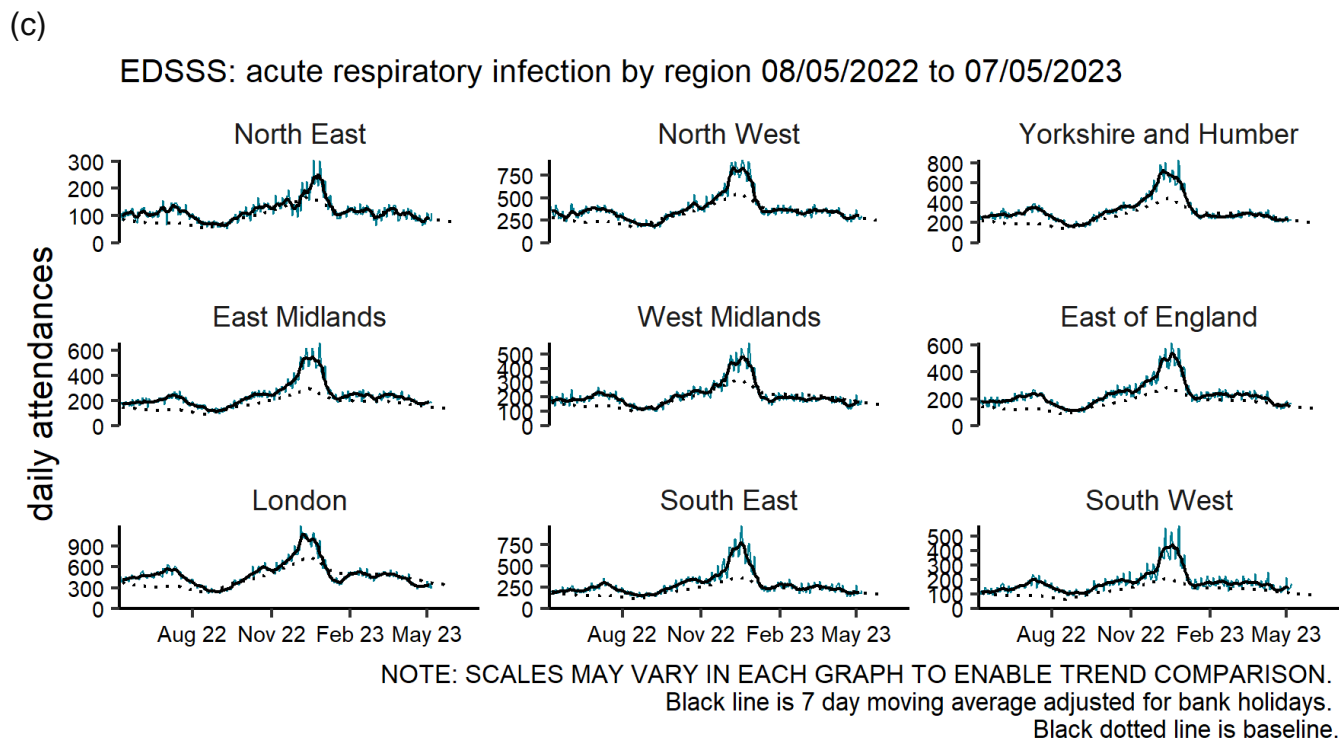 (c)
EDSSS: acute respiratory infection by region 08/05/2022 to 07/05/2023
daily attendances
North East
300
200
100
0
North West
750
500
250
0
Yorkshire and Humber
800
600
400
200
0
East Midlands
600
400
200
0
West Midlands
500
400
300
200
100
0
East of England
600
400
200
0
London
900
600
300
0
South East
750
500
250
0
South West
500
400
300
200
100
0
Aug 22 Nov 22 Feb 23 May 23
Aug 22 Nov 22 Feb 23 May 23
Aug 22 Nov 22 Feb 23 May 23
NOTE: SCALES MAY VARY IN EACH GRAPH TO ENABLE TREND COMPARISON.
Black line is 7 day moving average adjusted for bank holidays.
Black dotted line is baseline.